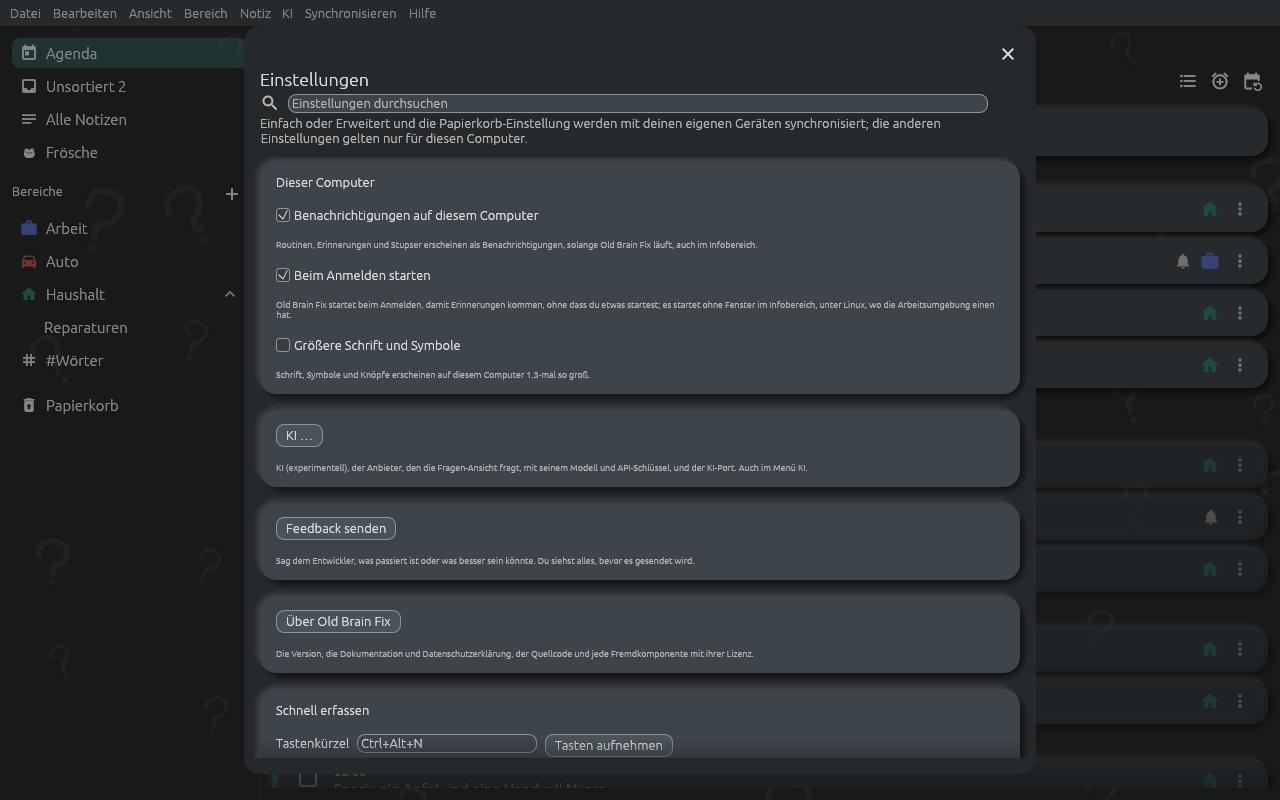 Datei Bearbeiten Ansicht Bereich Notiz KI Synchronisieren Hilfe
Agenda
Unsortiert 2
Alle Notizen
Frösche
Bereiche
Arbeit
Auto
Haushalt
Reparaturen
#Wörter
Papierkorb
Einstellungen
Einstellungen durchsuchen
Einfach oder Erweitert und die Papierkorb-Einstellung werden mit deinen eigenen Geräten synchronisiert; die anderen
Einstellungen gelten nur für diesen Computer.
Dieser Computer
Benachrichtigungen auf diesem Computer
Routinen, Erinnerungen und Stupser erscheinen als Benachrichtigungen, solange Old Brain Fix läuft, auch im Infobereich.
Beim Anmelden starten
Old Brain Fix startet beim Anmelden, damit Erinnerungen kommen, ohne dass du etwas startest; es startet ohne Fenster im Infobereich, unter Linux, wo die Arbeitsumgebung einen
hat.
Größere Schrift und Symbole
Schrift, Symbole und Knöpfe erscheinen auf diesem Computer 1,3-mal so groß.
KI ...
KI (experimentell), der Anbieter, den die Fragen-Ansicht fragt, mit seinem Modell und API-Schlüssel, und der KI-Port. Auch im Menü KI.
Feedback senden
Sag dem Entwickler, was passiert ist oder was besser sein könnte. Du siehst alles, bevor es gesendet wird.
Über Old Brain Fix
Die Version, die Dokumentation und Datenschutzerklärung, der Quellcode und jede Fremdkomponente mit ihrer Lizenz.
Schnell erfassen
Tastenkürzel Ctrl+Alt+N Tasten aufnehmen